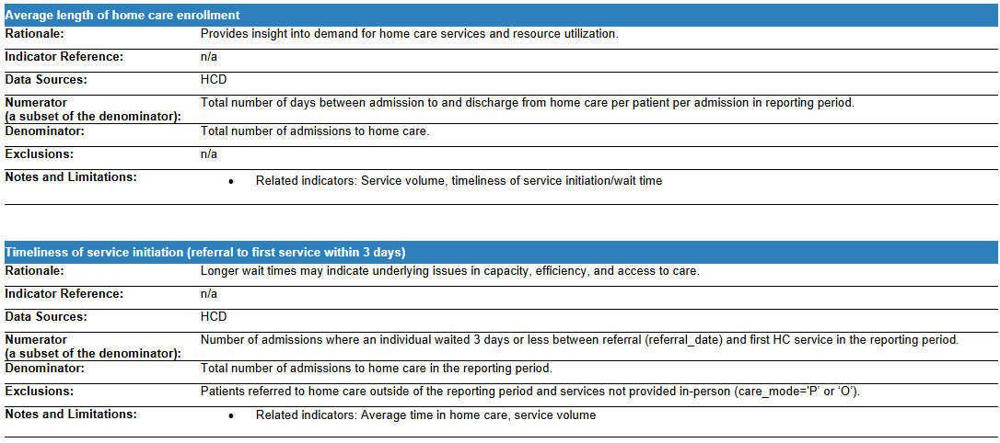 Average length of home care enrollment
Rationale: Provides insight into demand for home care services and resource utilization.
Indicator Reference: n/a
Data Sources: HCD
Numerator Total number of days between admission to and discharge from home care per patient per admission in reporting period.
(a subset of the denominator):
Denominator: Total number of admissions to home care.
Exclusions: n/a
Notes and Limitations: • Related indicators: Service volume, timeliness of service initiation/wait time
Timeliness of service initiation (referral to first service within 3 days)
Rationale: Longer wait times may indicate underlying issues in capacity, efficiency, and access to care.
Indicator Reference: n/a
Data Sources: HCD
Numerator Number of admissions where an individual waited 3 days or less between referral (referral_date) and first HC service in the reporting period.
(a subset of the denominator):
Denominator: Total number of admissions to home care in the reporting period.
Exclusions: Patients referred to home care outside of the reporting period and services not provided in-person (care_mode='P' or ‘O’).
Notes and Limitations: • Related indicators: Average time in home care, service volume